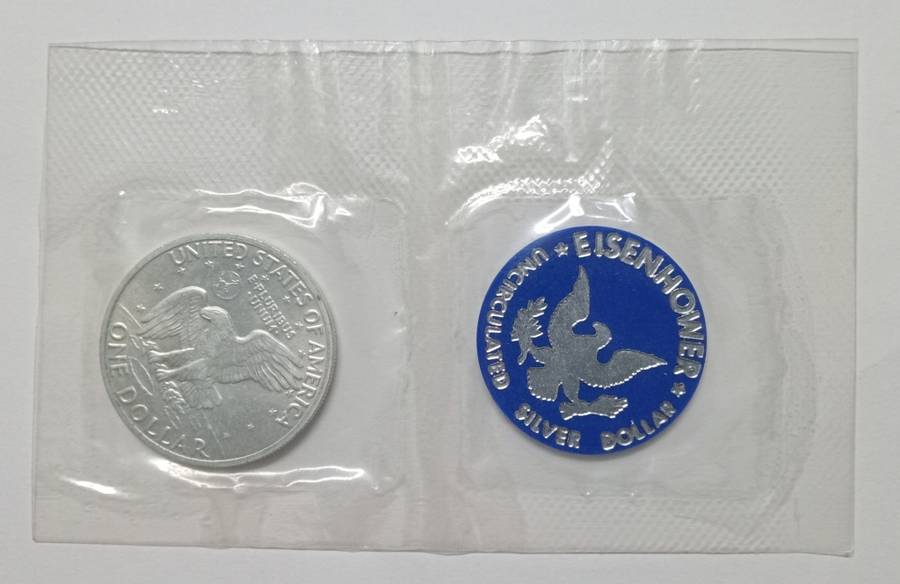 UNITED STATES OF AMERICA
E·PLURIBUS
UNUM
ONE DOLLAR
★ EISENHOWER ★
UNCIRCULATED
SILVER DOLLAR